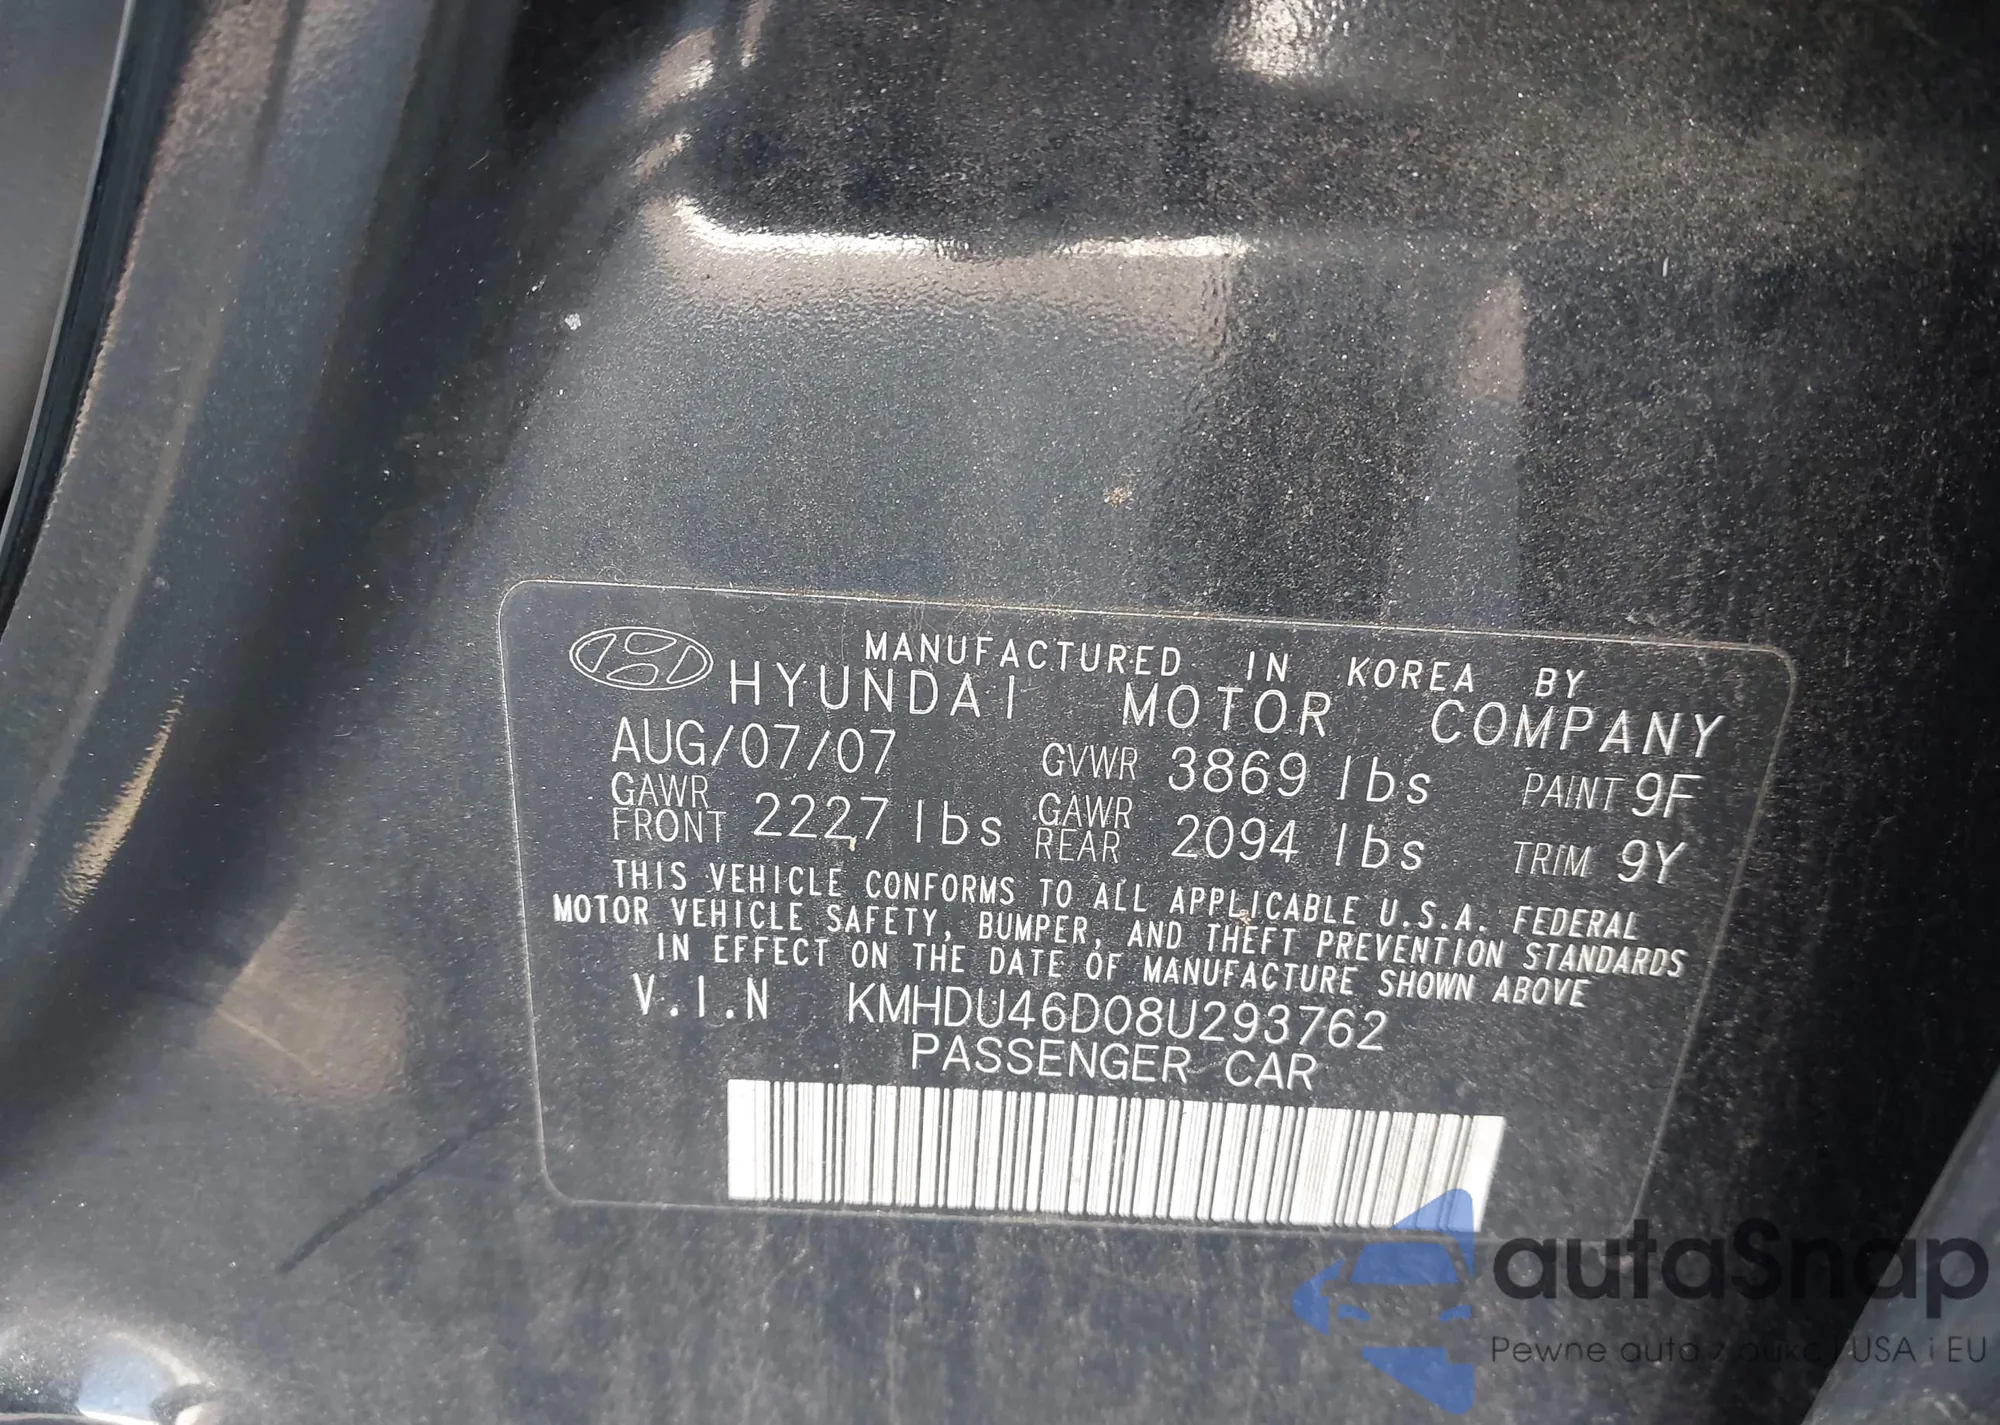 MANUFACTURED IN KOREA BY
HYUNDAI MOTOR COMPANY
AUG/07/07 GVWR 3869 lbs PAINT 9F
GAWR FRONT 2227 lbs GAWR REAR 2094 lbs TRIM 9Y
THIS VEHICLE CONFORMS TO ALL APPLICABLE U.S.A. FEDERAL
MOTOR VEHICLE SAFETY, BUMPER, AND THEFT PREVENTION STANDARDS
IN EFFECT ON THE DATE OF MANUFACTURE SHOWN ABOVE
V.I.N KMHDU46D08U293762
PASSENGER CAR
autaSnap
Pewne auta z aukcji USA i EU